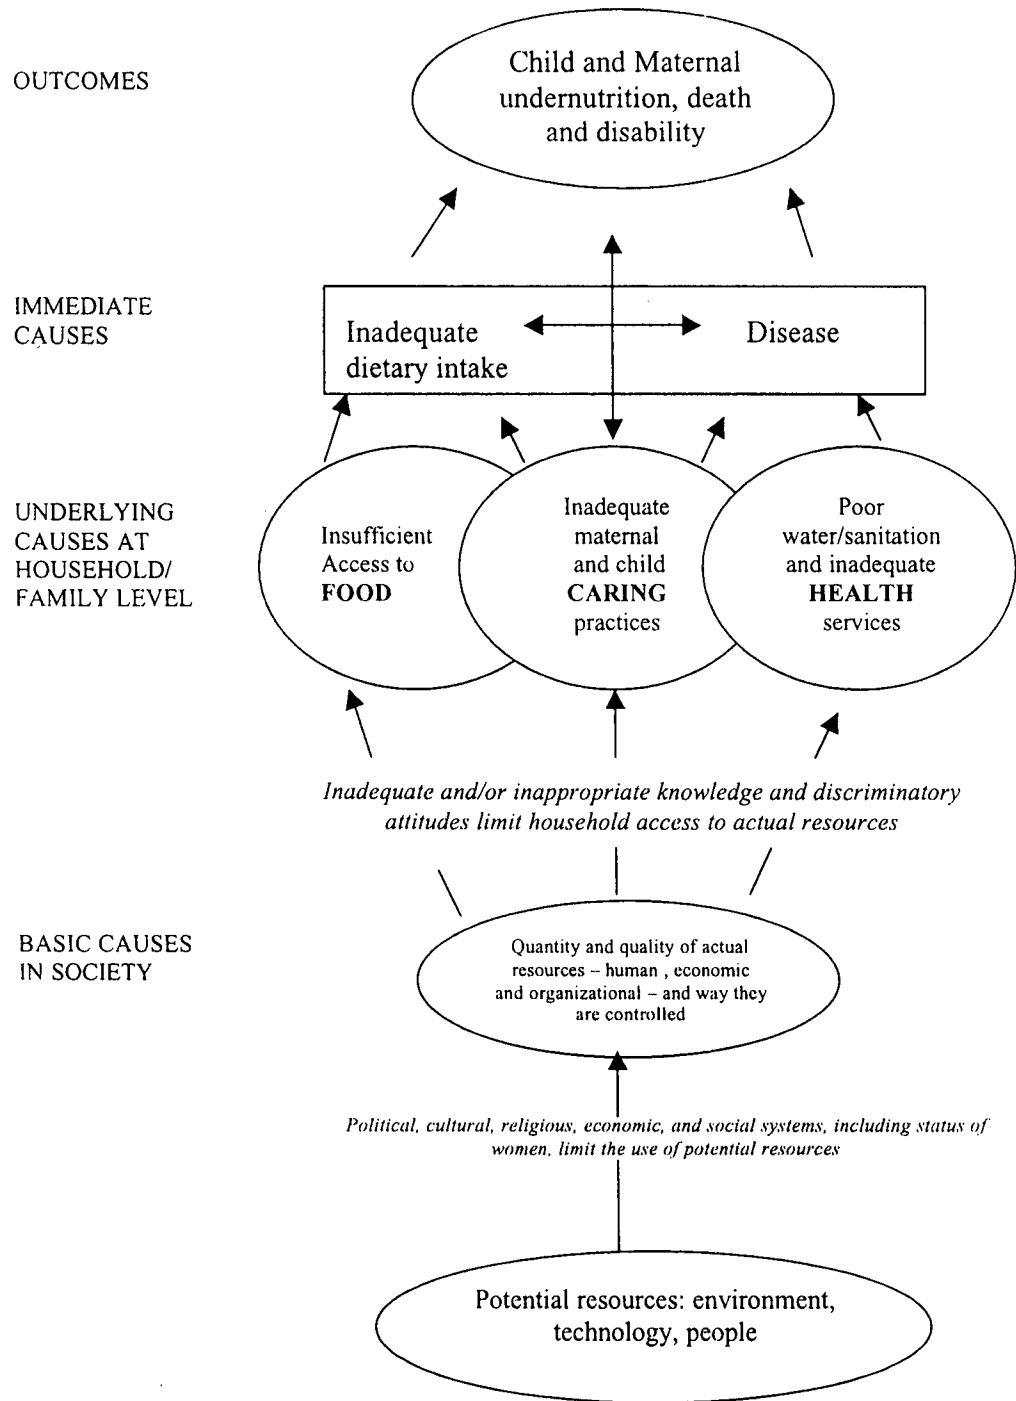 OUTCOMES
Child and Maternal
undernutrition, death
and disability
IMMEDIATE
CAUSES
Inadequate
dietary intake
Disease
UNDERLYING
CAUSES AT
HOUSEHOLD/
FAMILY LEVEL
Insufficient
Access to
FOOD
Inadequate
maternal
and child
CARING
practices
Poor
water/sanitation
and inadequate
HEALTH
services
Inadequate and/or inappropriate knowledge and discriminatory
attitudes limit household access to actual resources
BASIC CAUSES
IN SOCIETY
Quantity and quality of actual
resources – human , economic
and organizational – and way they
are controlled
Political, cultural, religious, economic, and social systems, including status of
women, limit the use of potential resources
Potential resources: environment,
technology, people